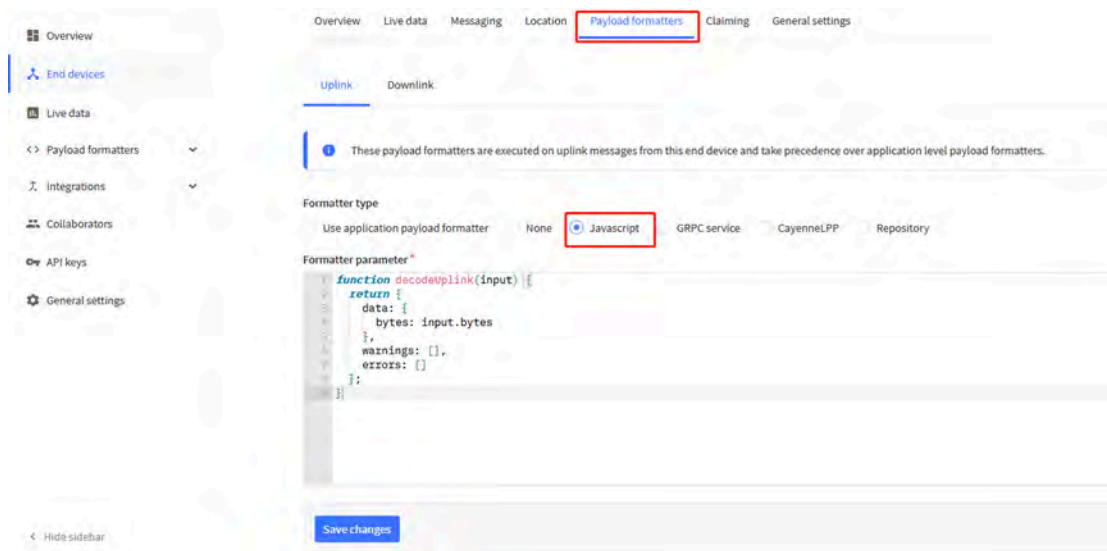 Overview
End devices
Live data
Payload formatters
Integrations
Collaborators
API keys
General settings
Hide sidebar
Overview Live data Messaging Location Payload formatters Claiming General settings
Uplink Downlink
These payload formatters are executed on uplink messages from this end device and take precedence over application level payload formatters.
Formatter type
Use application payload formatter None Javascript GRPC service CayenneLPP Repository
Formatter parameter*
function decodeUplink(input) {
return {
data: {
bytes: input.bytes
},
warnings: [],
errors: []
};
}
Save changes